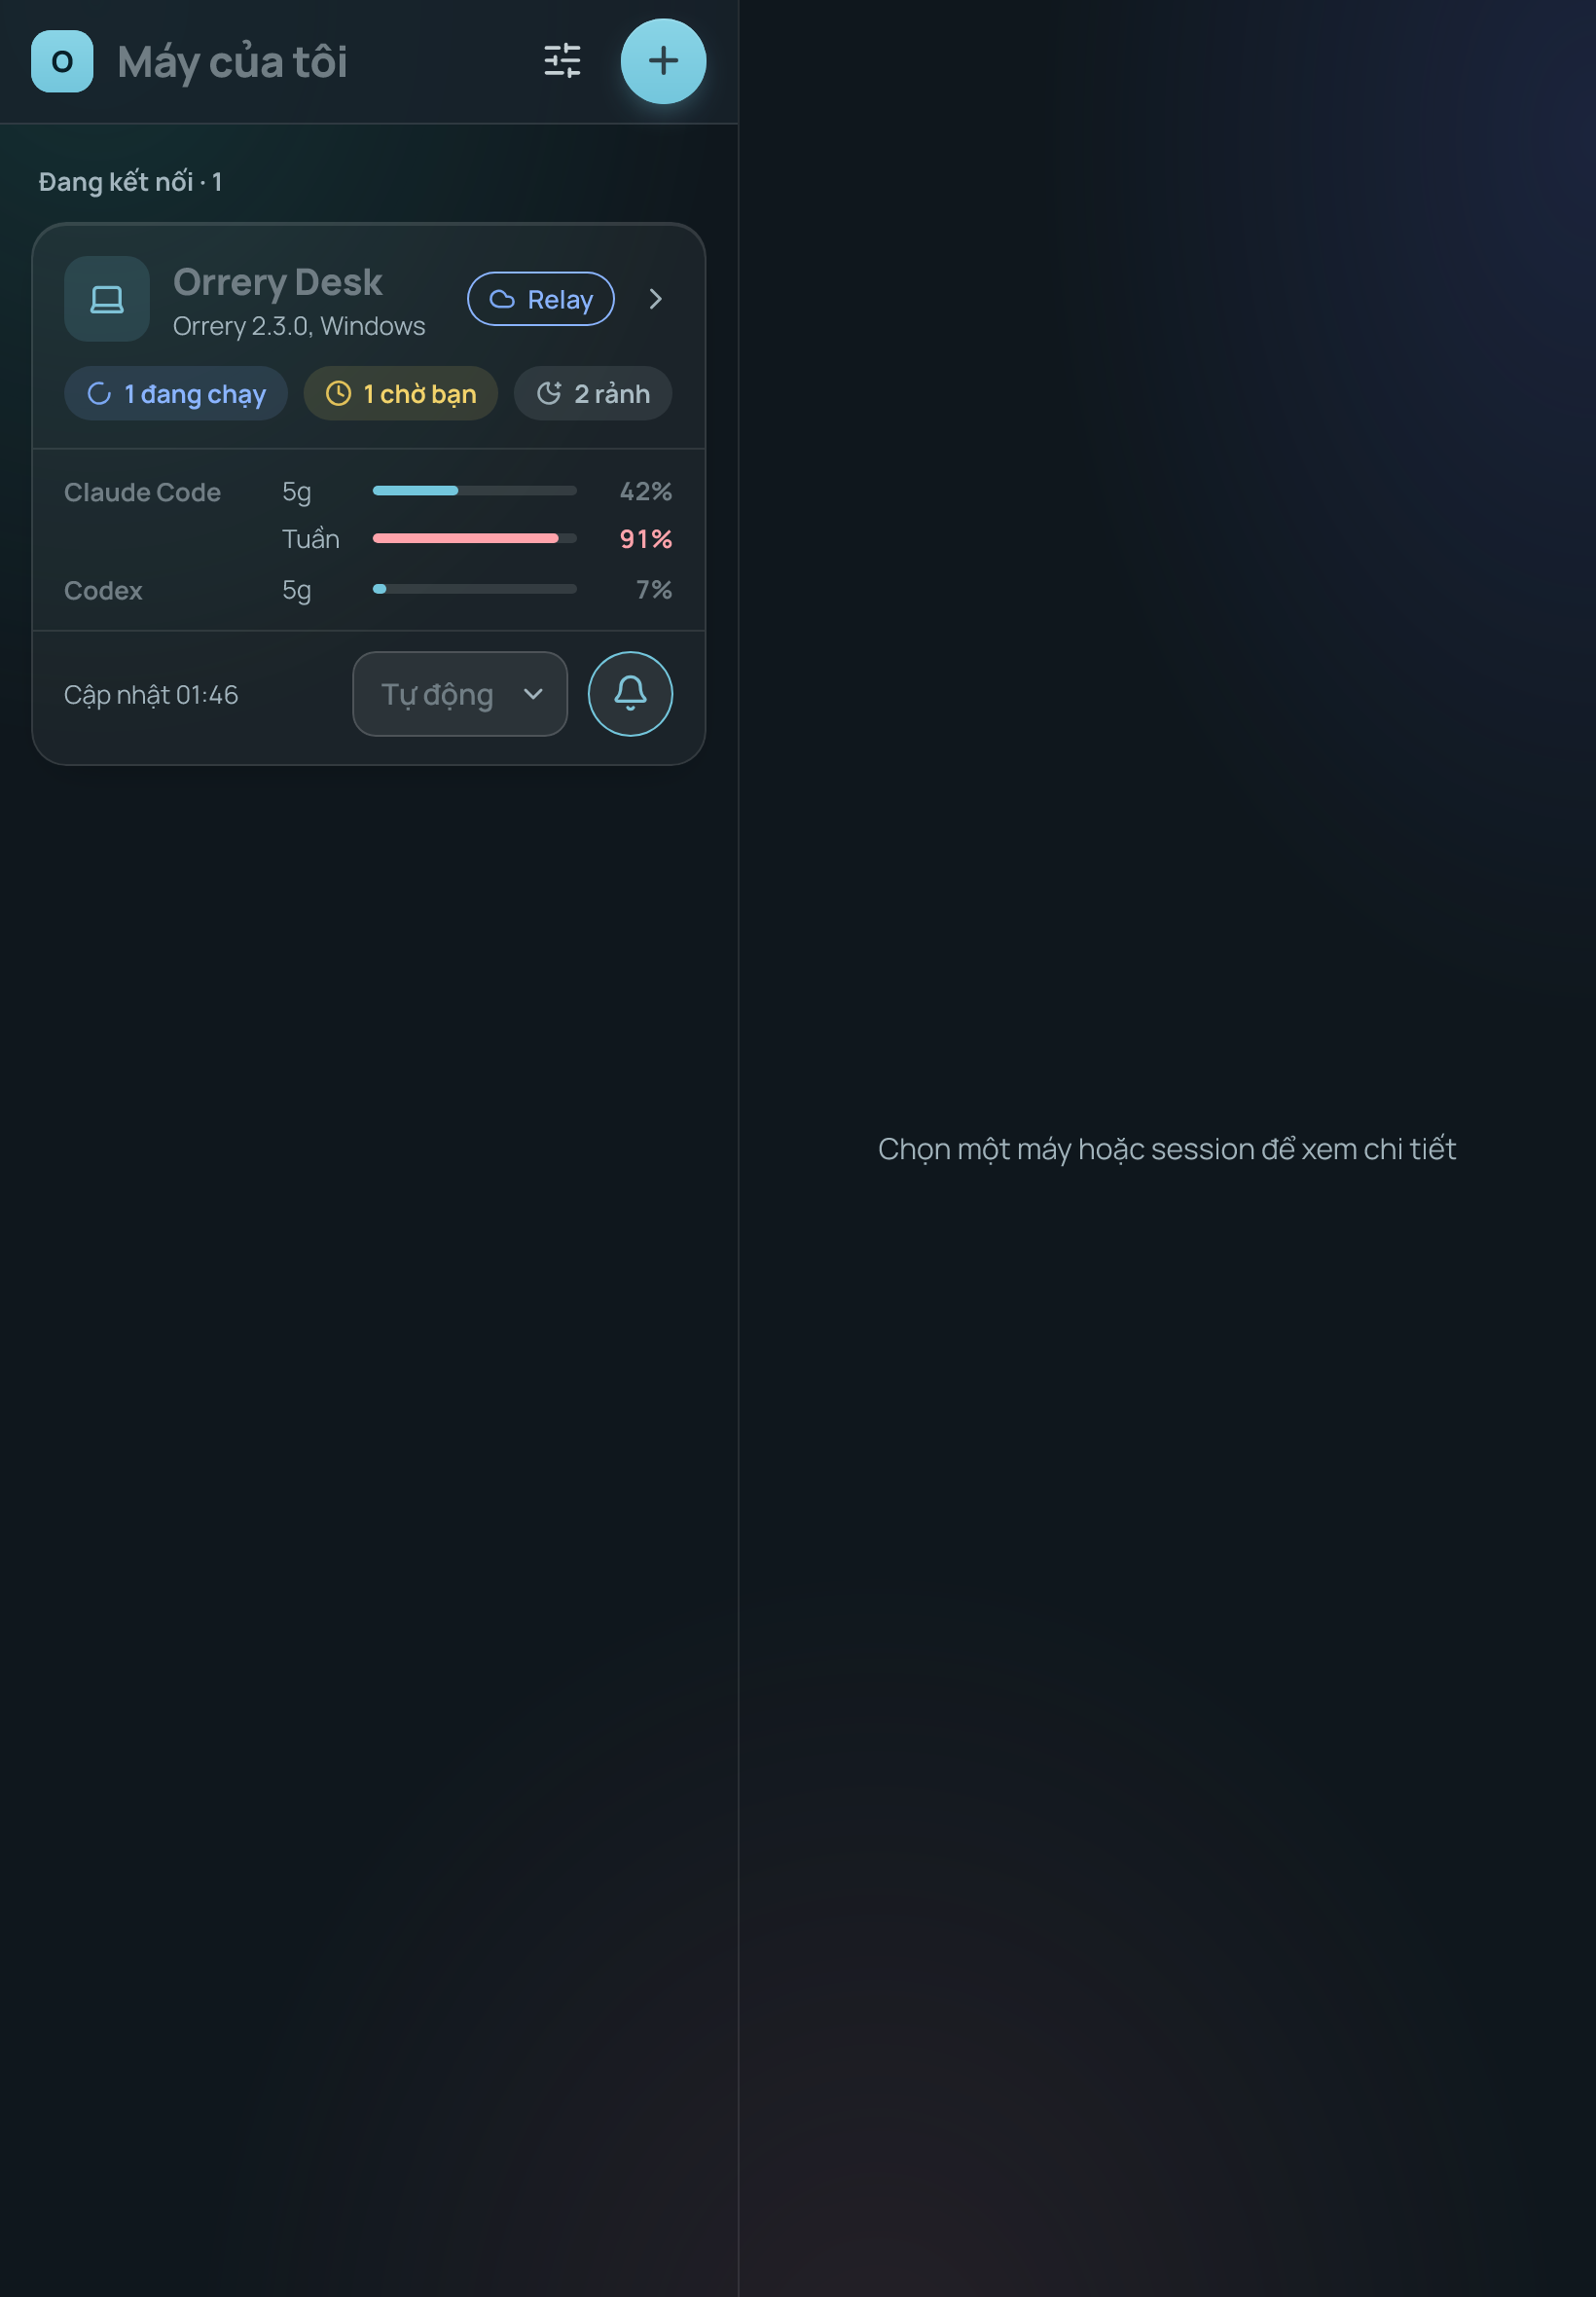 O Máy của tôi
Đang kết nối · 1
Orrery Desk
Orrery 2.3.0, Windows
Relay
1 đang chạy 1 chờ bạn 2 rảnh
Claude Code 5g 42%
Tuần 91%
Codex 5g 7%
Cập nhật 01:46 Tự động
Chọn một máy hoặc session để xem chi tiết